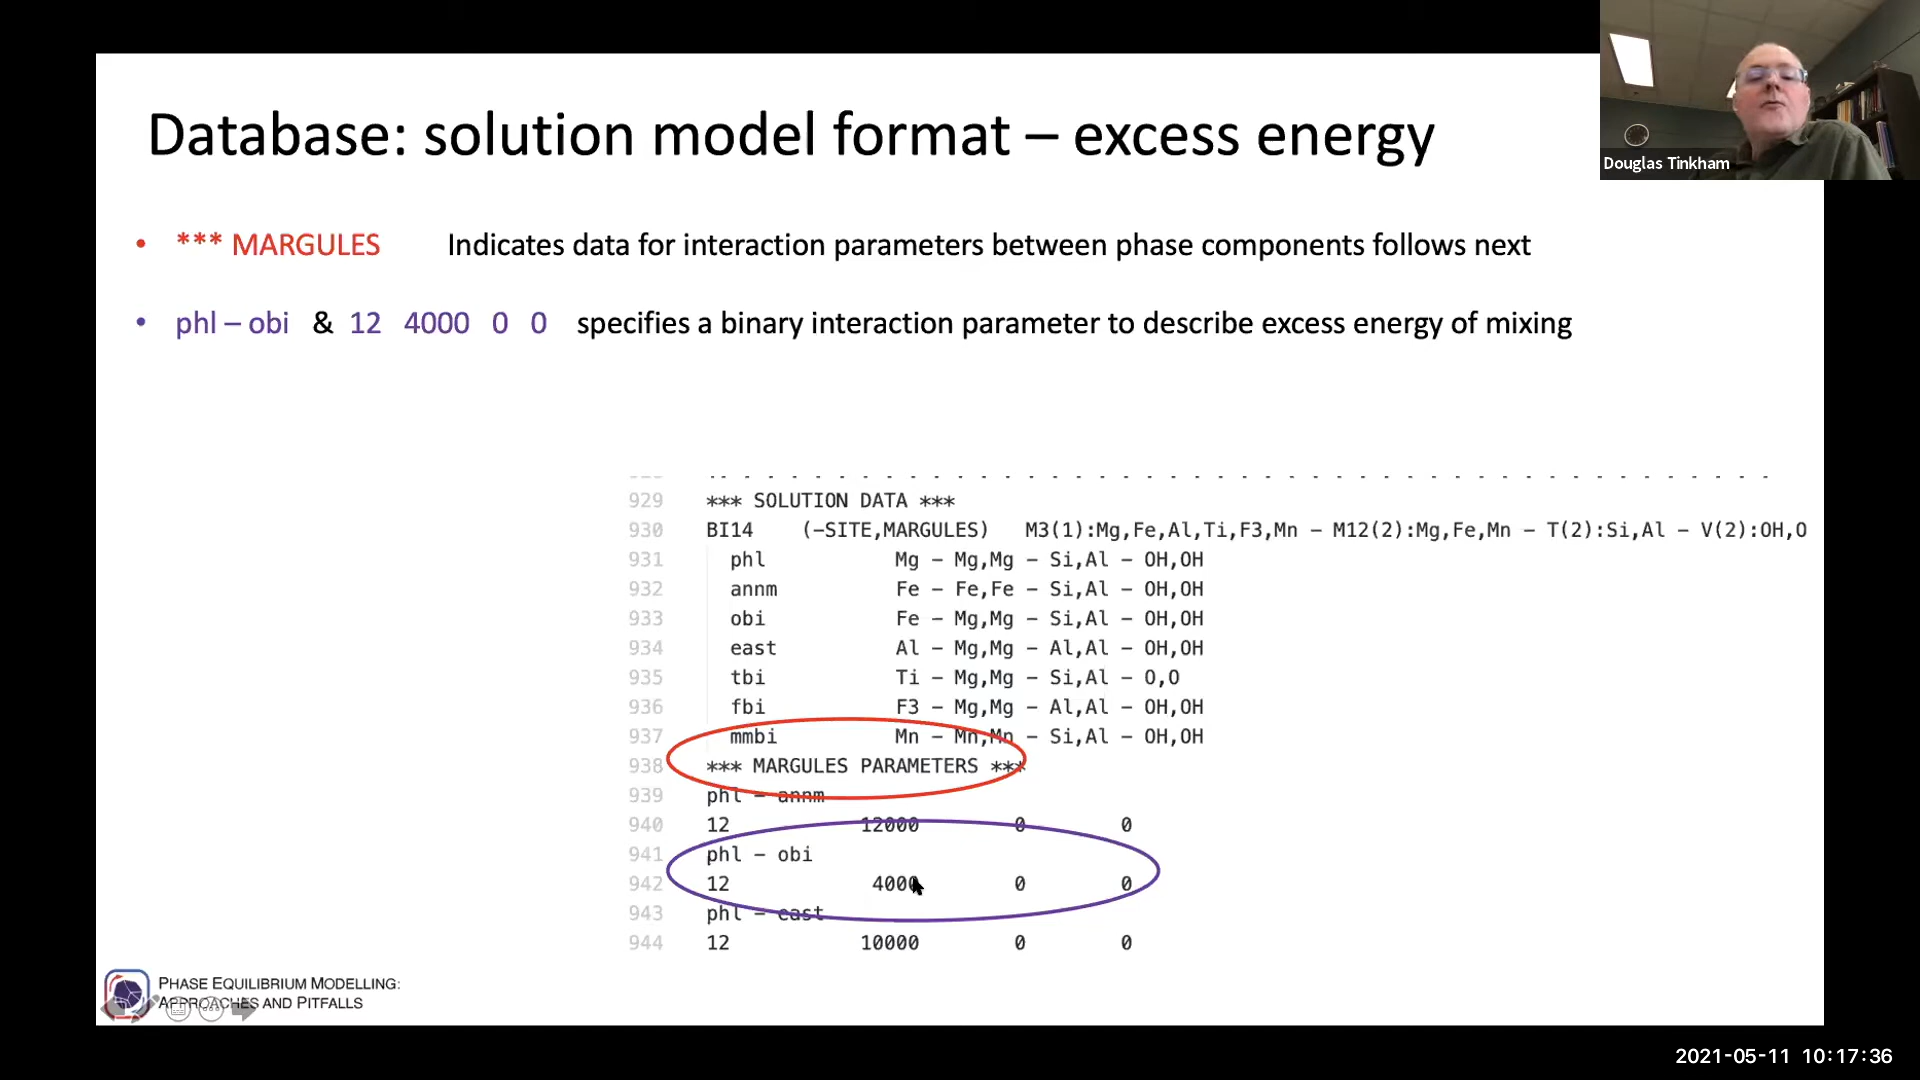 Database: solution model format – excess energy
Douglas Tinkham
• *** MARGULES Indicates data for interaction parameters between phase components follows next
• phl – obi & 12 4000 0 0 specifies a binary interaction parameter to describe excess energy of mixing
929 *** SOLUTION DATA ***
930 BI14 (-SITE,MARGULES) M3(1):Mg,Fe,Al,Ti,F3,Mn - M12(2):Mg,Fe,Mn - T(2):Si,Al - V(2):OH,O
931 phl Mg - Mg,Mg - Si,Al - OH,OH
932 annm Fe - Fe,Fe - Si,Al - OH,OH
933 obi Fe - Mg,Mg - Si,Al - OH,OH
934 east Al - Mg,Mg - Al,Al - OH,OH
935 tbi Ti - Mg,Mg - Si,Al - O,O
936 fbi F3 - Mg,Mg - Al,Al - OH,OH
937 mmbi Mn - Mn,Mn - Si,Al - OH,OH
938 *** MARGULES PARAMETERS ***
939 phl - annm
940 12 12000 0 0
941 phl - obi
942 12 4000 0 0
943 phl - east
944 12 10000 0 0
PHASE EQUILIBRIUM MODELLING:
APPROACHES AND PITFALLS
2021-05-11 10:17:36